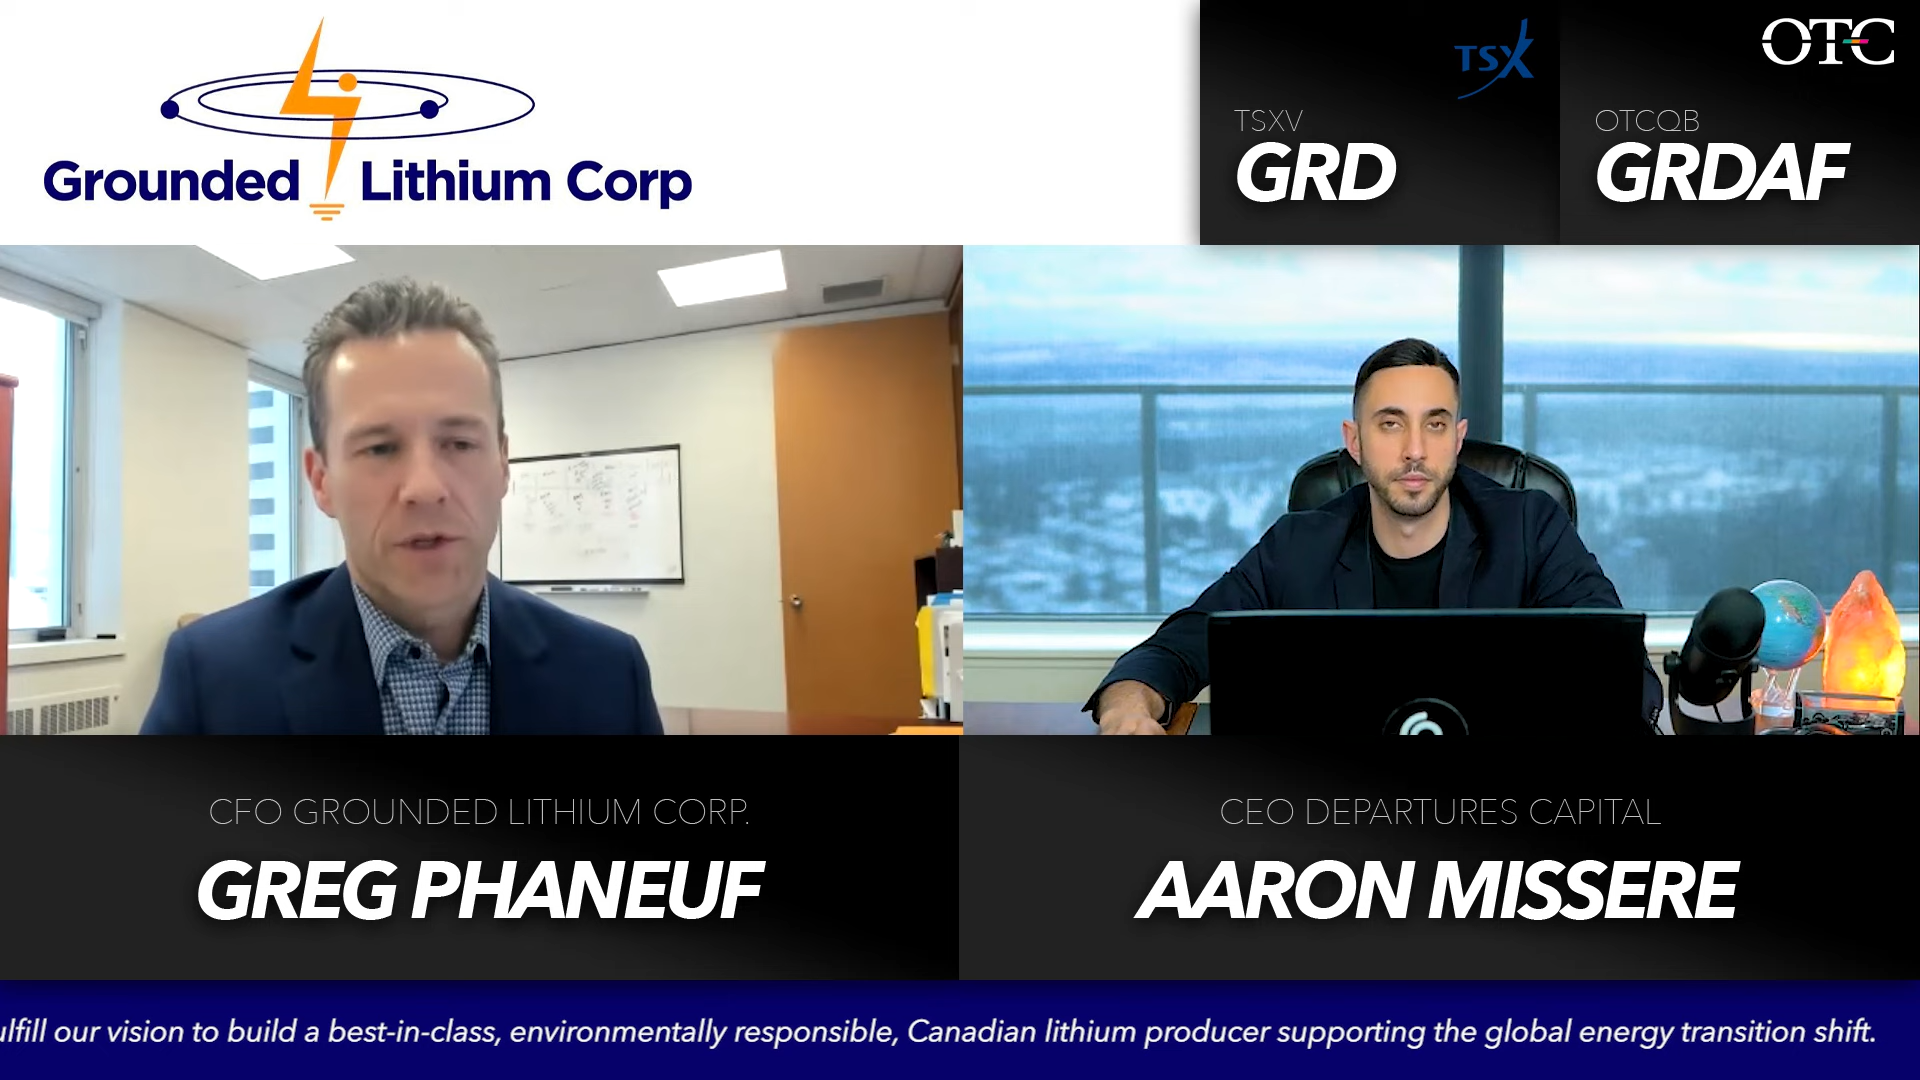 Grounded Lithium Corp
TSX
TSXV
GRD
OTC
OTCQB
GRDAF
CFO GROUNDED LITHIUM CORP.
GREG PHANEUF
CEO DEPARTURES CAPITAL
AARON MISSERE
our vision to build a best-in-class, environmentally responsible, Canadian lithium producer supporting the global energy transition shift.